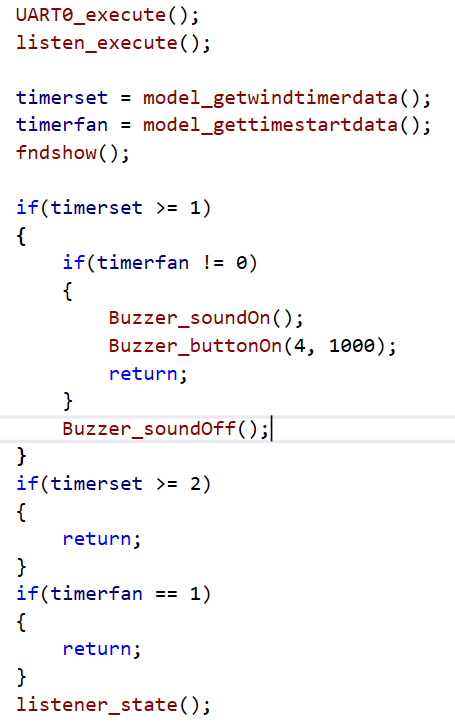 UART0_execute();
listen_execute();
timerset = model_getwindtimerdata();
timerfan = model_gettimestartdata();
fndshow();
if(timerset >= 1)
{
if(timerfan != 0)
{
Buzzer_soundOn();
Buzzer_buttonOn(4, 1000);
return;
}
Buzzer_soundOff();
}
if(timerset >= 2)
{
return;
}
if(timerfan == 1)
{
return;
}
listener_state();